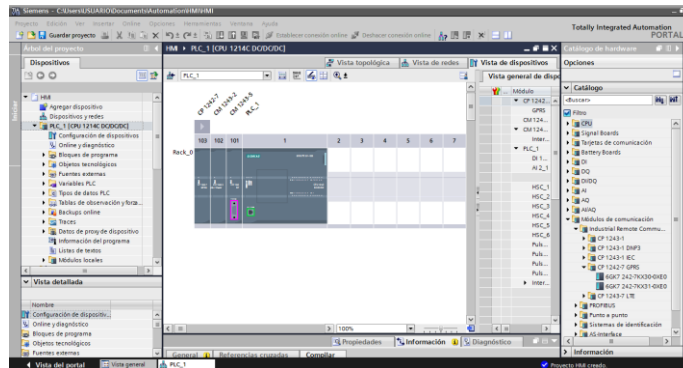 Siemens - C:\Users\USUARIO\Documents\Automation\HMI\HMI
Proyecto Edición Ver Insertar Online Opciones Herramientas Ventana Ayuda
Guardar proyecto
Establecer conexión online
Deshacer conexión online
Totally Integrated Automation
PORTAL
Árbol del proyecto
HMI ▸ PLC_1 [CPU 1214C DC/DC/DC]
Catálogo de hardware
Dispositivos
Vista topológica
Vista de redes
Vista de dispositivos
Opciones
PLC_1
Vista general de dispo
HMI
Agregar dispositivo
Dispositivos y redes
PLC_1 [CPU 1214C DC/DC/DC]
Configuración de dispositivos
Online y diagnóstico
Bloques de programa
Objetos tecnológicos
Fuentes externas
Variables PLC
Tipos de datos PLC
Tablas de observación y forza...
Backups online
Traces
Datos de proxy de dispositivo
Información del programa
Listas de textos
Módulos locales
Vista detallada
Nombre
Configuración de dispositiv...
Online y diagnóstico
Bloques de programa
Objetos tecnológicos
Fuentes externas
CP 1242-7
CM 1243-2
CM 1243-5
PLC_1
103 102 101 1 2 3 4 5 6 7
Rack_0
SIEMENS
100%
Módulo
CP 1242...
GPRS
CM 124...
CM 124...
Inter...
PLC_1
DI 1...
AI 2_1
HSC_1
HSC_2
HSC_3
HSC_4
HSC_5
HSC_6
Puls...
Puls...
Puls...
Puls...
Inter...
Catálogo
<Buscar>
Filtro
CPU
Signal Boards
Tarjetas de comunicación
Battery Boards
DI
DQ
DI/DQ
AI
AQ
AI/AQ
Módulos de comunicación
Industrial Remote Commu...
CP 1243-1
CP 1243-1 DNP3
CP 1243-1 IEC
CP 1242-7 GPRS
6GK7 242-7KX30-0XE0
6GK7 242-7KX31-0XE0
CP 1243-7 LTE
PROFIBUS
Punto a punto
Sistemas de identificación
AS-Interface
Información
Propiedades
Información
Diagnóstico
General
Referencias cruzadas
Compilar
Vista del portal
Vista general
PLC_1
Proyecto HMI creado.